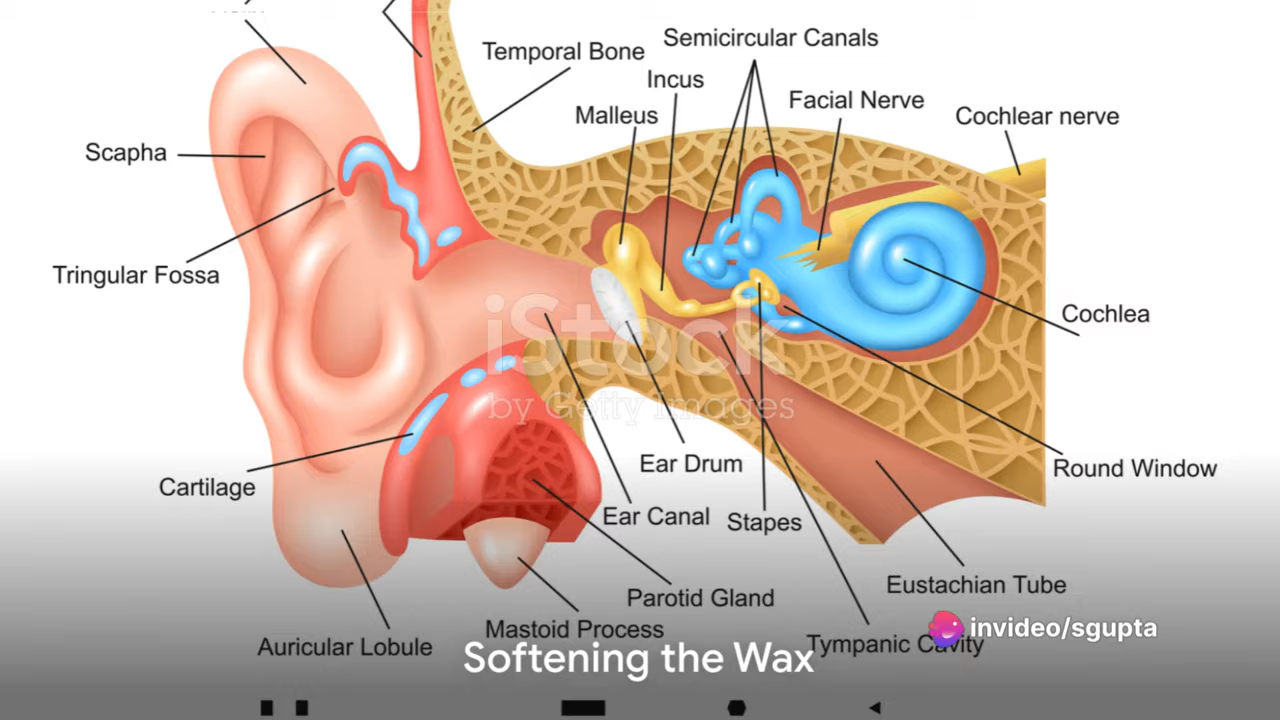 Temporal Bone
Semicircular Canals
Incus
Malleus
Facial Nerve
Cochlear nerve
Scapha
Tringular Fossa
Cochlea
iStock
by Getty Images
Cartilage
Ear Drum
Round Window
Ear Canal
Stapes
Eustachian Tube
Parotid Gland
Mastoid Process
Tympanic Cavity
Auricular Lobule
invideo/sgupta
Softening the Wax